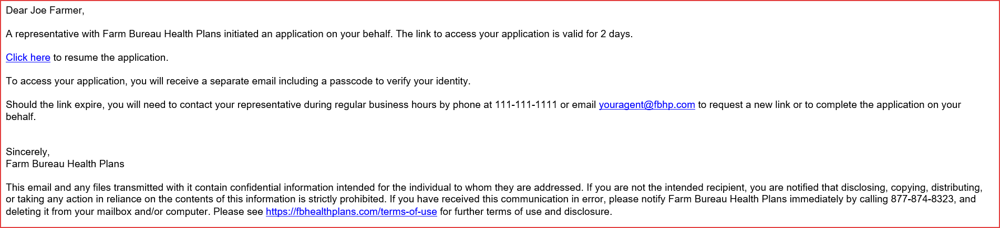 Dear Joe Farmer,
A representative with Farm Bureau Health Plans initiated an application on your behalf. The link to access your application is valid for 2 days.
Click here to resume the application.
To access your application, you will receive a separate email including a passcode to verify your identity.
Should the link expire, you will need to contact your representative during regular business hours by phone at 111-111-1111 or email youragent@fbhp.com to request a new link or to complete the application on your
behalf.
Sincerely,
Farm Bureau Health Plans
This email and any files transmitted with it contain confidential information intended for the individual to whom they are addressed. If you are not the intended recipient, you are notified that disclosing, copying, distributing,
or taking any action in reliance on the contents of this information is strictly prohibited. If you have received this communication in error, please notify Farm Bureau Health Plans immediately by calling 877-874-8323, and
deleting it from your mailbox and/or computer. Please see https://fbhealthplans.com/terms-of-use for further terms of use and disclosure.